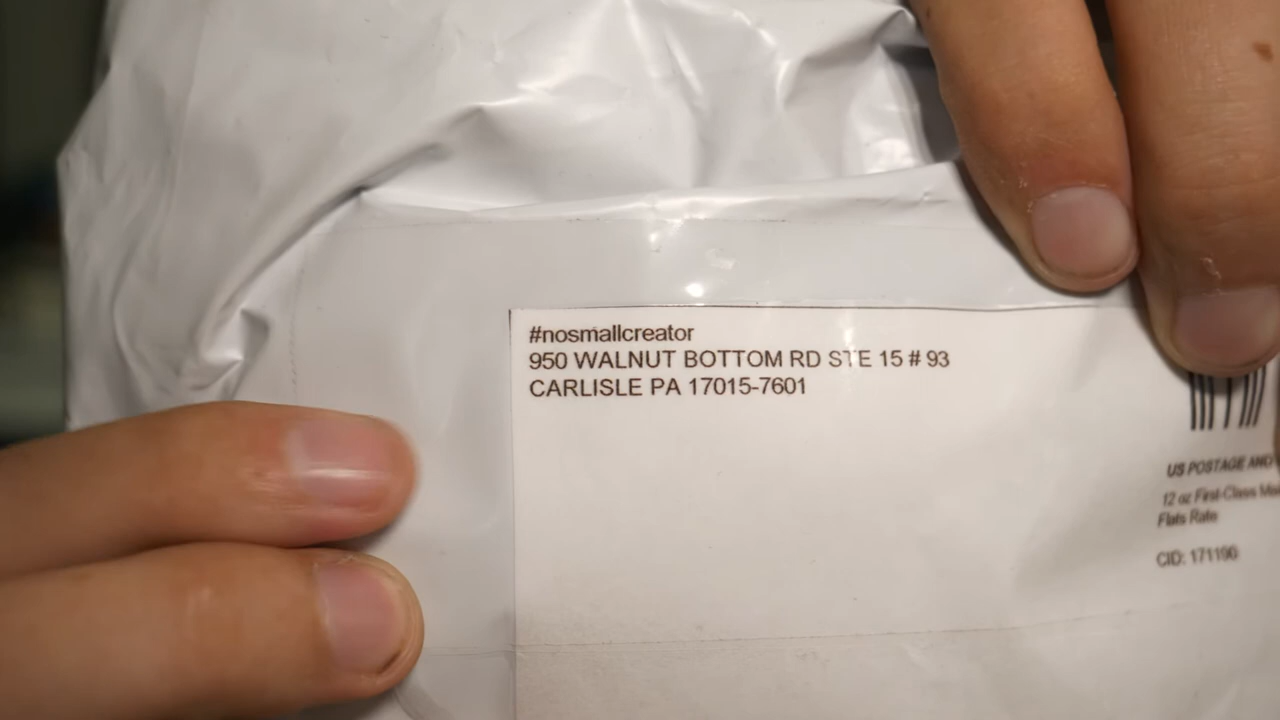 #nosmallcreator
950 WALNUT BOTTOM RD STE 15 # 93
CARLISLE PA 17015-7601
US POSTAGE AND
12 oz First-Class
Flats Rate
CID: 171190